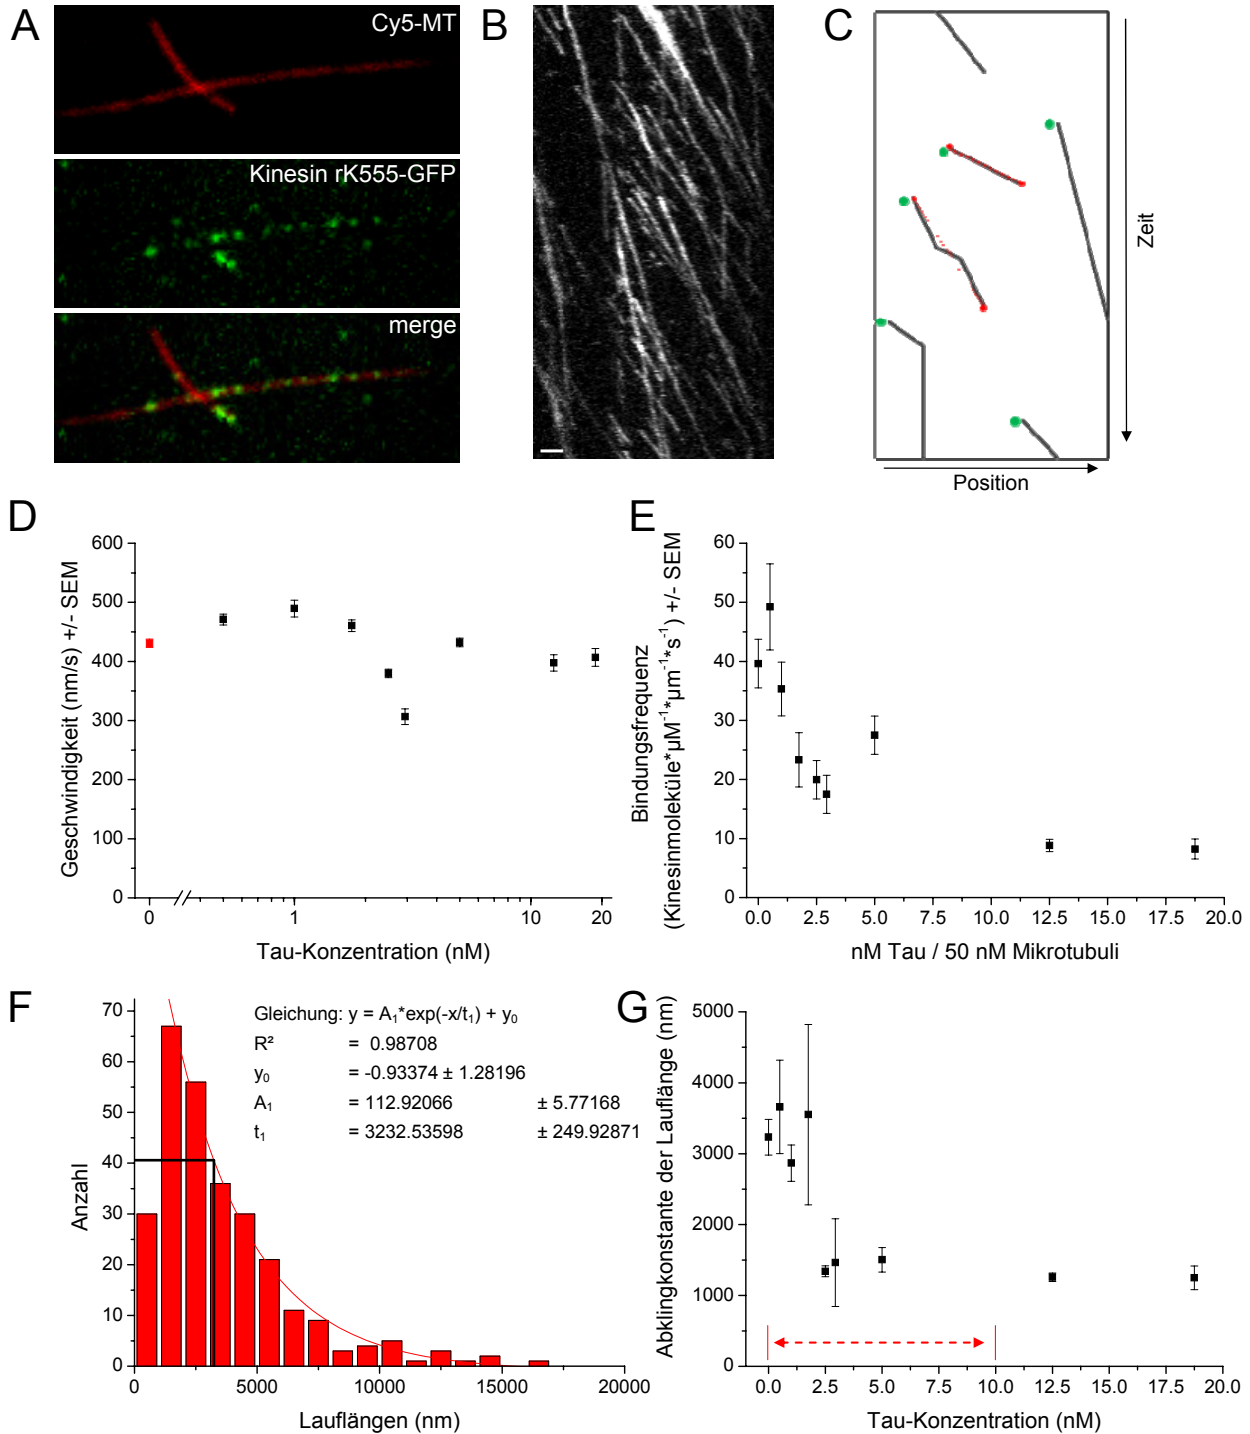 A
Cy5-MT
Kinesin rK555-GFP
merge
B
C
Zeit
Position
D
Geschwindigkeit (nm/s) +/- SEM
600
500
400
300
200
100
0
0
1
10
20
Tau-Konzentration (nM)
E
Bindungsfrequenz
(Kinesinmoleküle*µM⁻¹*µm⁻¹*s⁻¹) +/- SEM
60
50
40
30
20
10
0
0.0
2.5
5.0
7.5
10.0
12.5
15.0
17.5
20.0
nM Tau / 50 nM Mikrotubuli
F
Anzahl
70
60
50
40
30
20
10
0
Gleichung: y = A₁*exp(-x/t₁) + y₀
R² = 0.98708
y₀ = -0.93374 ± 1.28196
A₁ = 112.92066 ± 5.77168
t₁ = 3232.53598 ± 249.92871
0
5000
10000
15000
20000
Lauflängen (nm)
G
Abklingkonstante der Lauflänge (nm)
5000
4000
3000
2000
1000
0
0.0
2.5
5.0
7.5
10.0
12.5
15.0
17.5
20.0
Tau-Konzentration (nM)